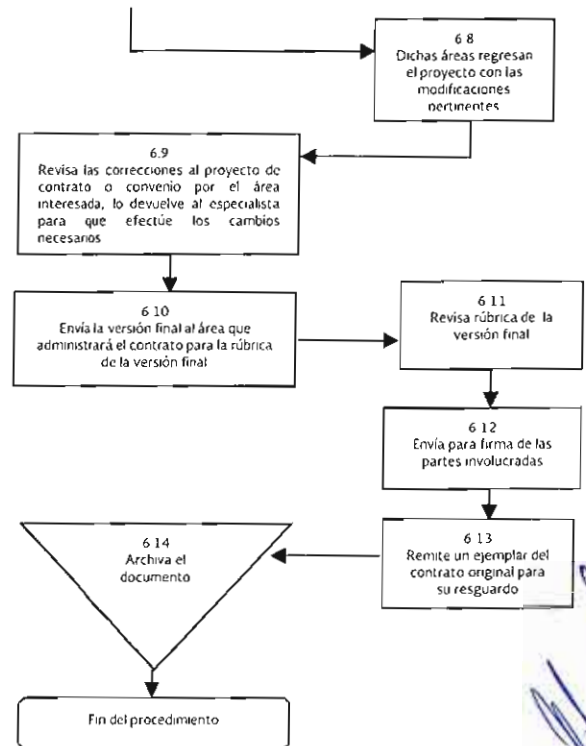 6 8
Dichas áreas regresan
el proyecto con las
modificaciones
pertinentes
6.9
Revisa las correcciones al proyecto de
contrato o convenio por el área
interesada, lo devuelve al especialista
para que efectúe los cambios
necesarios
6 10
Envía la versión final al área que
administrará el contrato para la rúbrica
de la versión final
6 11
Revisa rúbrica de la
versión final
6 12
Envía para firma de las
partes involucradas
6 13
Remite un ejemplar del
contrato original para
su resguardo
6 14
Archiva el
documento
Fin del procedimiento